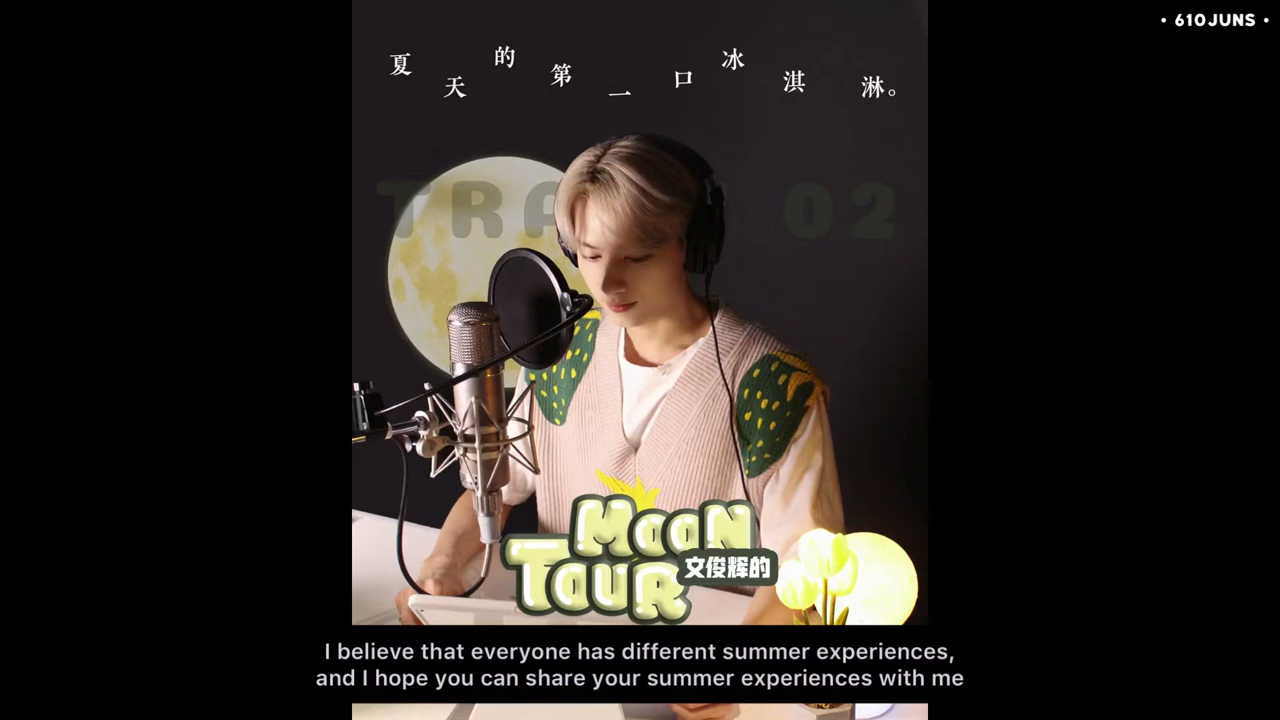 • 610JUNS •
夏天的第一口冰淇淋。
TRACK 02
MOON
TOUR 文俊辉的
I believe that everyone has different summer experiences,
and I hope you can share your summer experiences with me